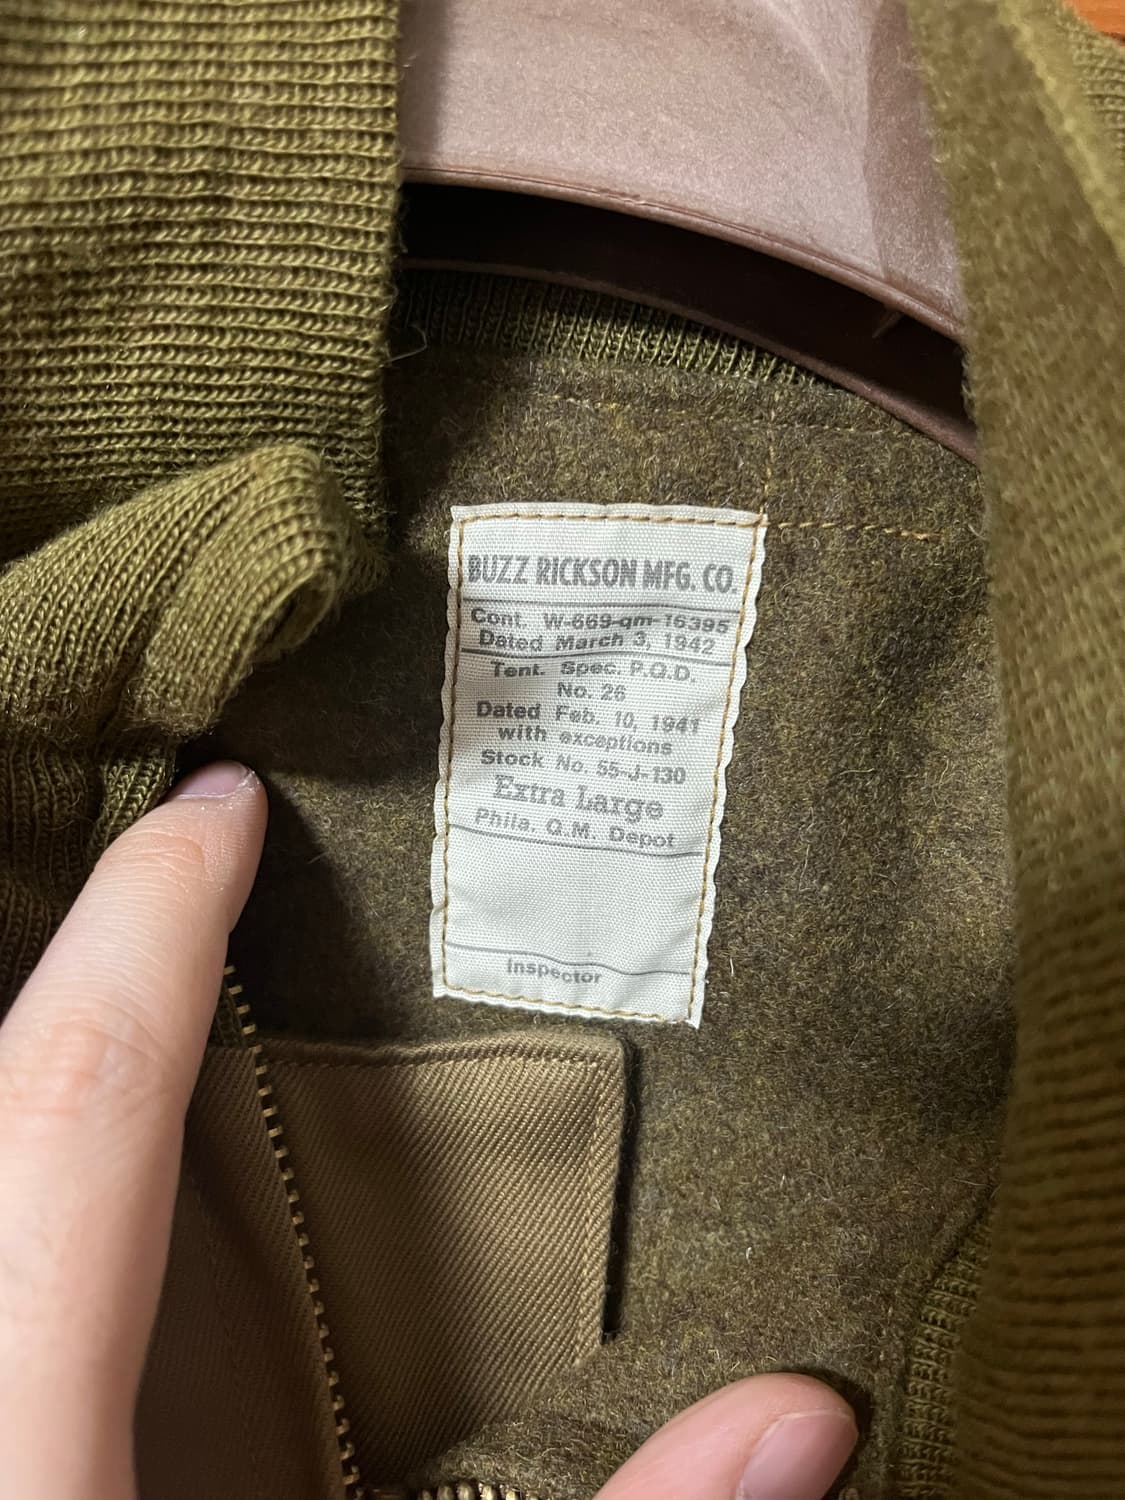 BUZZ RICKSON MFG. CO.
Cont. W-669-qm-16395
Dated March 3, 1942
Tent. Spec. P.Q.D.
No. 26
Dated Feb. 10, 1941
with exceptions
Stock No. 55-J-130
Extra Large
Phila. Q.M. Depot
Inspector